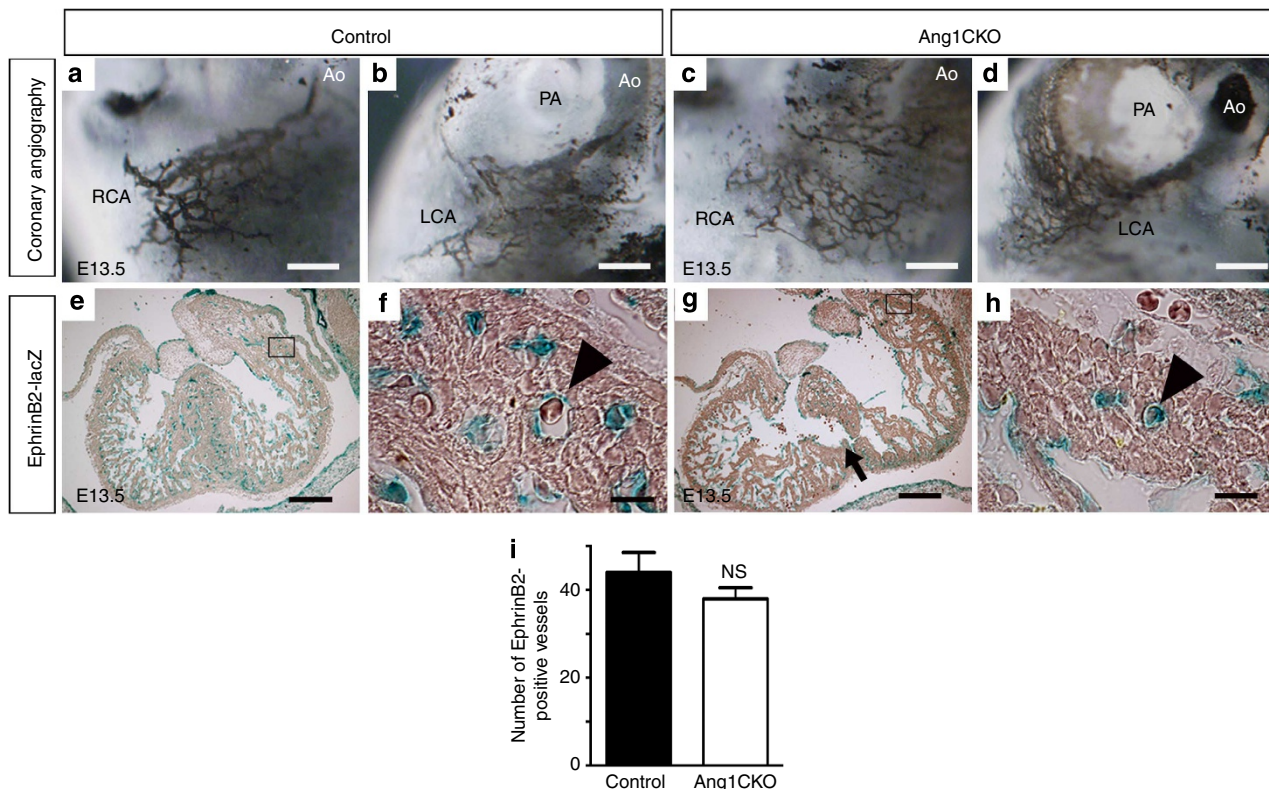 Control
Ang1CKO
Coronary angiography
a
Ao
RCA
E13.5
b
PA
Ao
LCA
c
Ao
RCA
E13.5
d
PA
Ao
LCA
EphrinB2-lacZ
e
E13.5
f
g
E13.5
h
i
Number of EphrinB2-
positive vessels
40
20
0
NS
Control
Ang1CKO